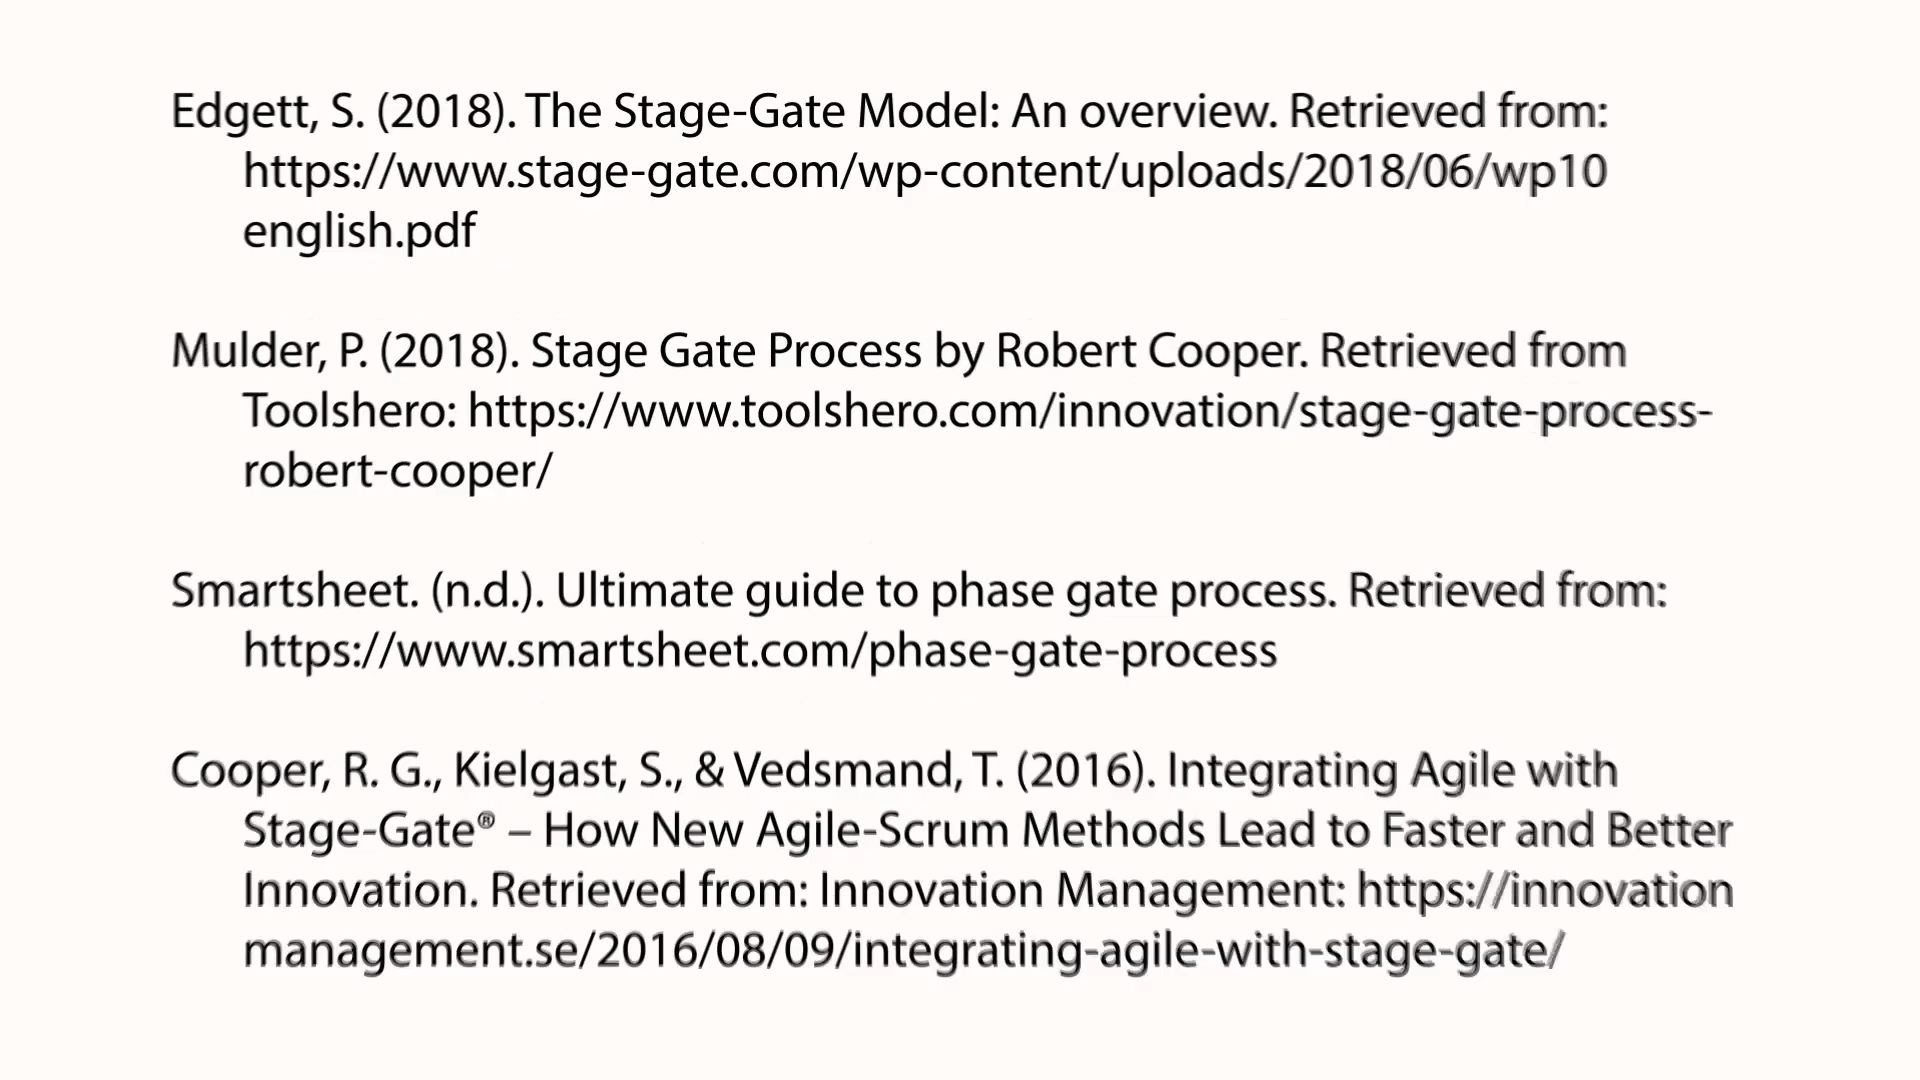 Edgett, S. (2018). The Stage-Gate Model: An overview. Retrieved from:
https://www.stage-gate.com/wp-content/uploads/2018/06/wp10
english.pdf
Mulder, P. (2018). Stage Gate Process by Robert Cooper. Retrieved from
Toolshero: https://www.toolshero.com/innovation/stage-gate-process-
robert-cooper/
Smartsheet. (n.d.). Ultimate guide to phase gate process. Retrieved from:
https://www.smartsheet.com/phase-gate-process
Cooper, R. G., Kielgast, S., & Vedsmand, T. (2016). Integrating Agile with
Stage-Gate® – How New Agile-Scrum Methods Lead to Faster and Better
Innovation. Retrieved from: Innovation Management: https://innovation
management.se/2016/08/09/integrating-agile-with-stage-gate/